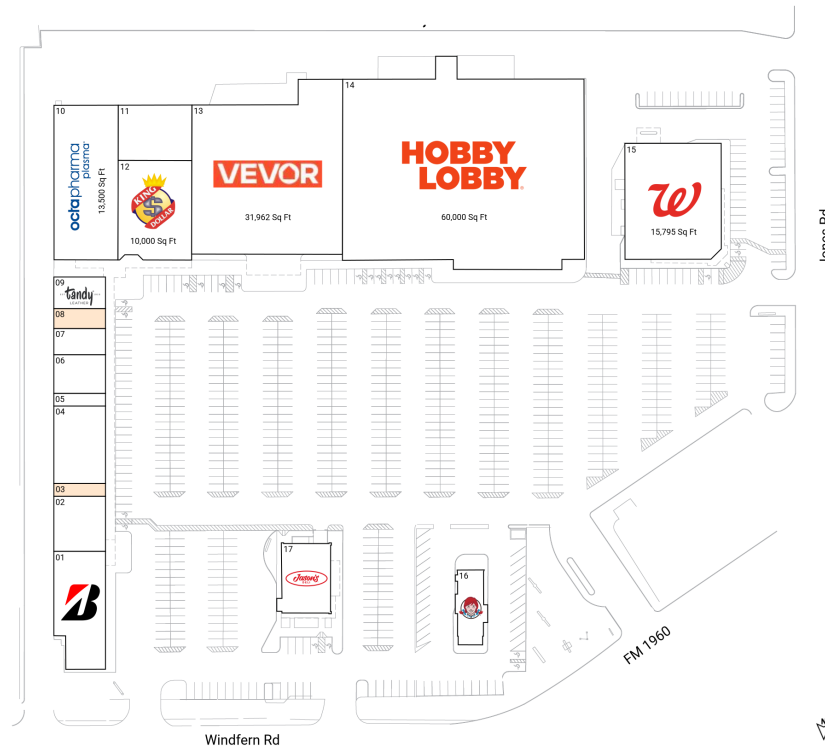 14
10
11
13
HOBBY
LOBBY
octapharma
plasma
13,500 Sq Ft
15
12
VEVOR
KING
$
DOLLAR
W
31,962 Sq Ft
60,000 Sq Ft
15,795 Sq Ft
10,000 Sq Ft
Jones Rd
09
tandy
LEATHER
08
07
06
05
04
03
02
01
B
17
Jason's
16
FM 1960
Windfern Rd